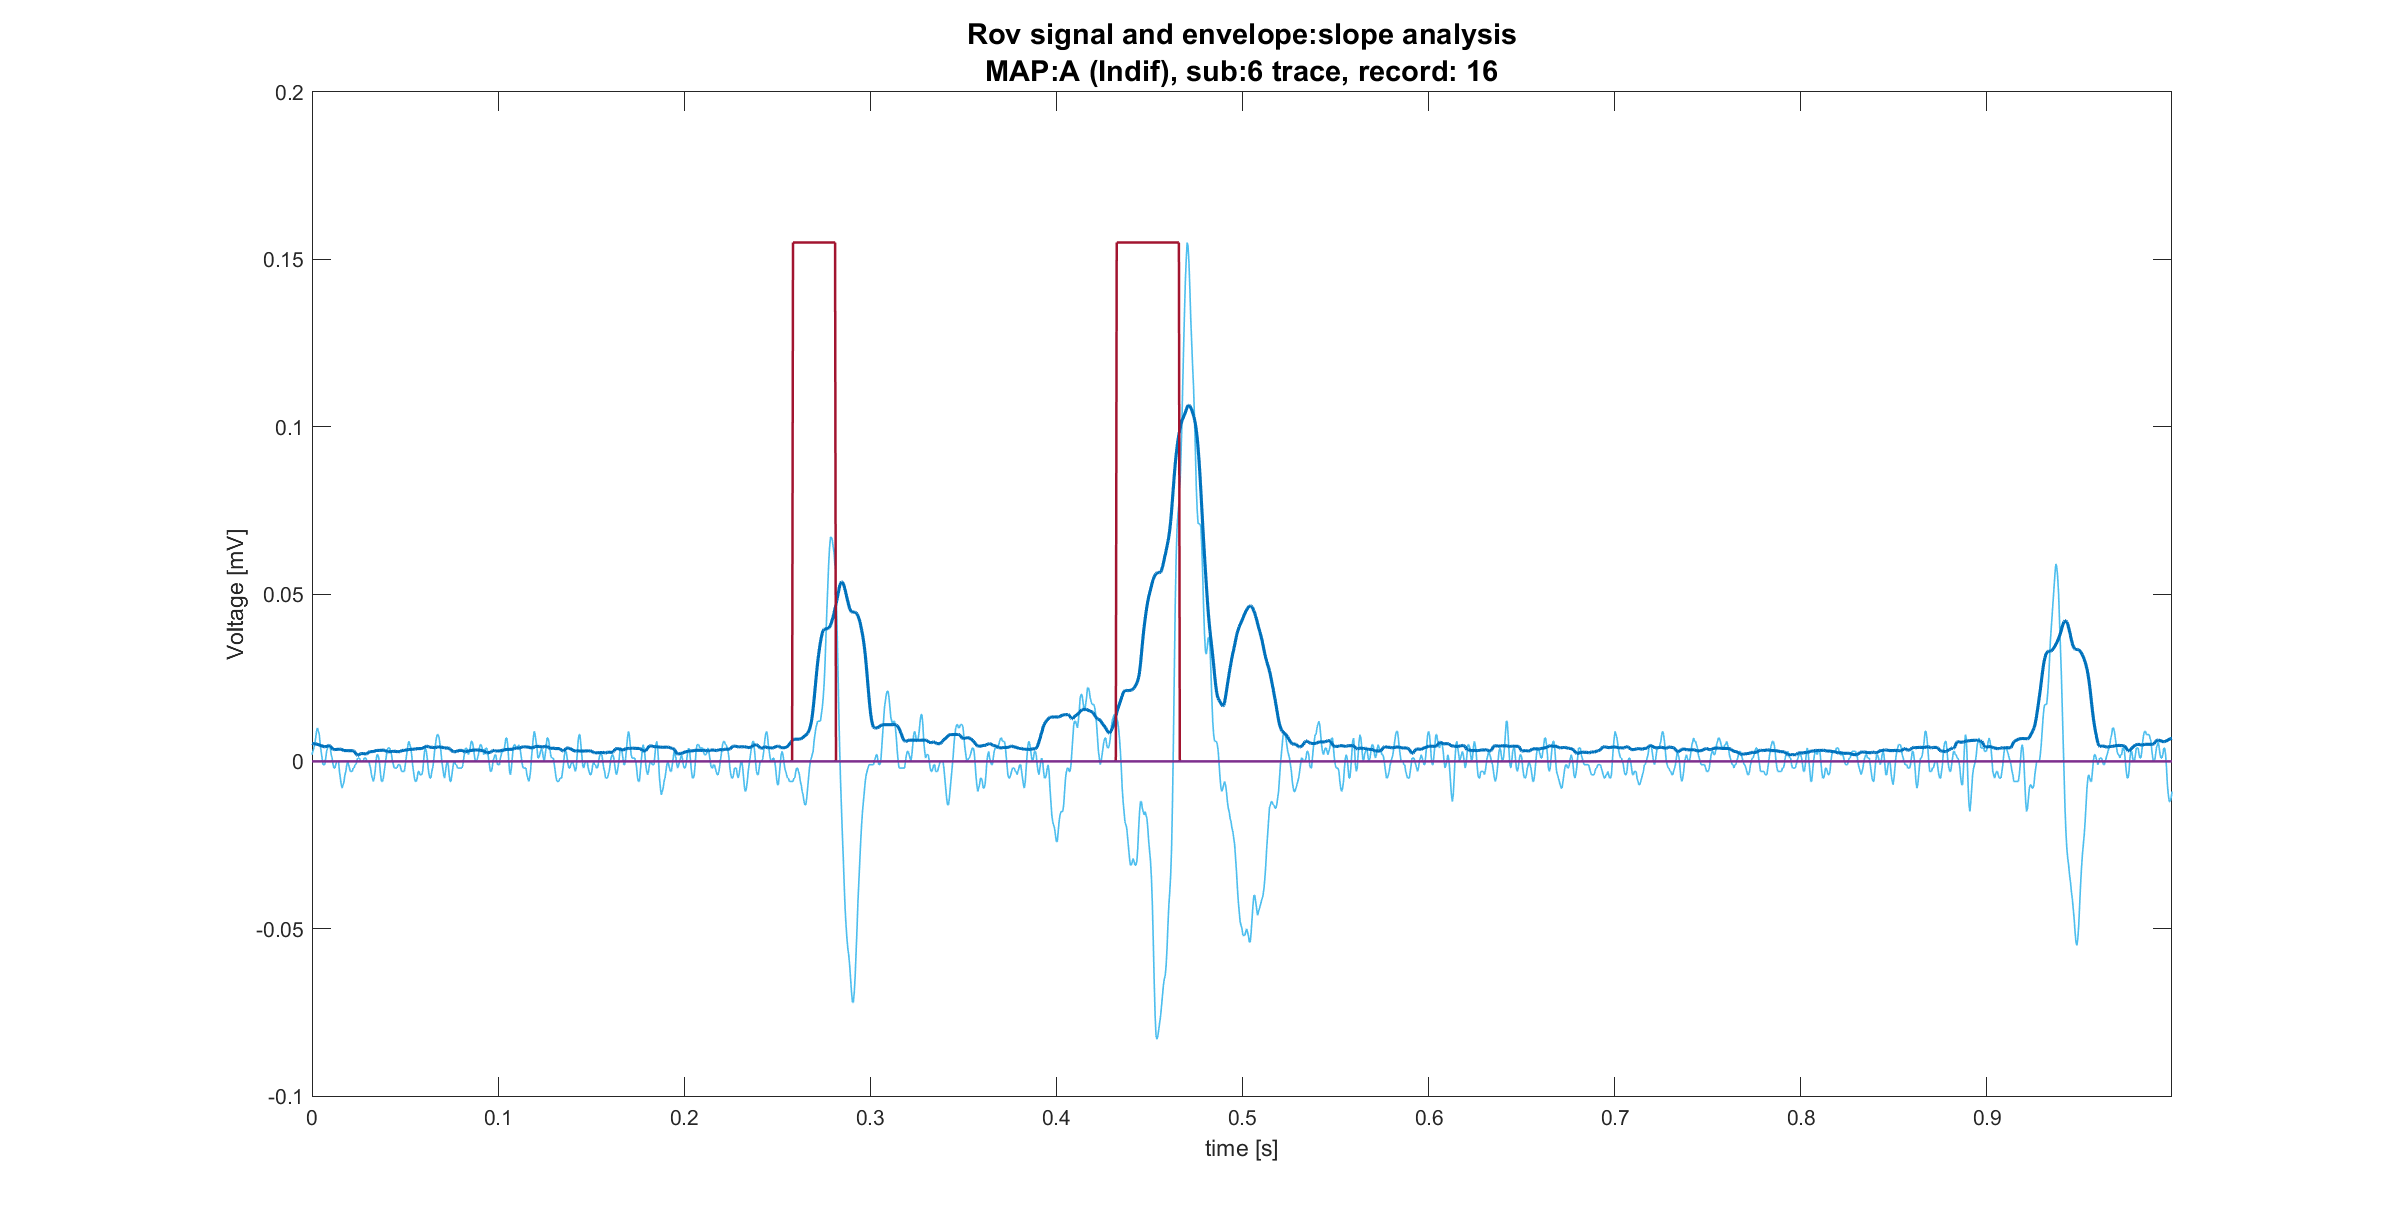 Rov signal and envelope:slope analysis
MAP:A (Indif), sub:6 trace, record: 16
0.2
0.15
0.1
0.05
0
-0.05
-0.1
Voltage [mV]
0 0.1 0.2 0.3 0.4 0.5 0.6 0.7 0.8 0.9
time [s]